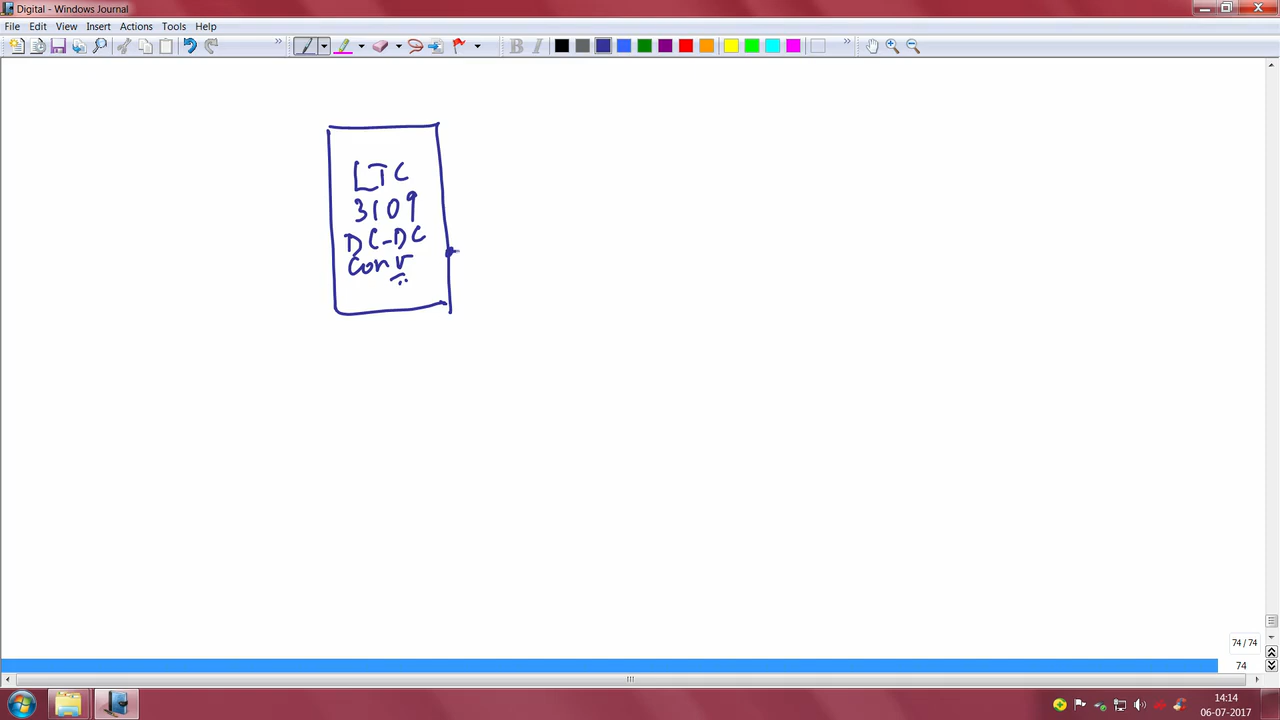 Digital - Windows Journal
File Edit View Insert Actions Tools Help
B I
LTC
3109
DC-DC
Conv
74 / 74
74
14:14
06-07-2017